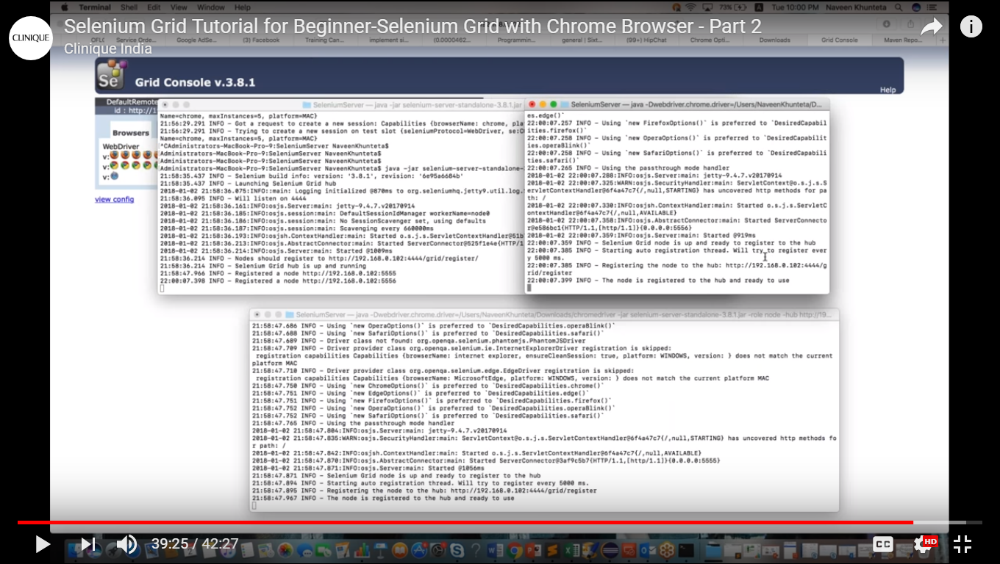 Terminal Shell Edit View Window Help
73% Tue 10:00 PM Naveen Khunteta
CLINIQUE
Selenium Grid Tutorial for Beginner-Selenium Grid with Chrome Browser - Part 2
Clinique India
OFL Service Orde... Google AdSe... (3) Facebook Training Can... implement si... (0.0000462... Programmin... general | Sixt... (99+) HipChat Chrome Opti... Downloads Grid Console Maven Repo...
Se
Grid Console v.3.8.1
Help
DefaultRemote
id : http://1
Browsers
WebDriver
v:
v:
v:
view config
SeleniumServer — java -jar selenium-server-standalone-3.8.1.jar
Name=chrome, maxInstances=5, platform=MAC}
21:56:29.291 INFO - Got a request to create a new session: Capabilities {browserName: chrome, pla
21:56:29.291 INFO - Trying to create a new session on test slot {seleniumProtocol=WebDriver, se:C
Name=chrome, maxInstances=5, platform=MAC}
^CAdministrators-MacBook-Pro-9:SeleniumServer NaveenKhunteta$
Administrators-MacBook-Pro-9:SeleniumServer NaveenKhunteta$
Administrators-MacBook-Pro-9:SeleniumServer NaveenKhunteta$
Administrators-MacBook-Pro-9:SeleniumServer NaveenKhunteta$ java -jar selenium-server-standalone-
21:58:35.437 INFO - Selenium build info: version: '3.8.1', revision: '6e95a6684b'
21:58:35.437 INFO - Launching Selenium Grid hub
2018-01-02 21:58:36.075:INFO::main: Logging initialized @870ms to org.seleniumhq.jetty9.util.log.
21:58:36.095 INFO - Will listen on 4444
2018-01-02 21:58:36.161:INFO:osjs.Server:main: jetty-9.4.7.v20170914
2018-01-02 21:58:36.185:INFO:osjs.session:main: DefaultSessionIdManager workerName=node0
2018-01-02 21:58:36.186:INFO:osjs.session:main: No SessionScavenger set, using defaults
2018-01-02 21:58:36.187:INFO:osjs.session:main: Scavenging every 660000ms
2018-01-02 21:58:36.193:INFO:osjsh.ContextHandler:main: Started o.s.j.s.ServletContextHandler@51b
2018-01-02 21:58:36.213:INFO:osjs.AbstractConnector:main: Started ServerConnector@525f1e4e{HTTP/1
2018-01-02 21:58:36.214:INFO:osjs.Server:main: Started @1009ms
21:58:36.214 INFO - Nodes should register to http://192.168.0.102:4444/grid/register/
21:58:36.214 INFO - Selenium Grid hub is up and running
21:58:47.966 INFO - Registered a node http://192.168.0.102:5555
22:00:07.398 INFO - Registered a node http://192.168.0.102:5556
SeleniumServer — java -Dwebdriver.chrome.driver=/Users/NaveenKhunteta/D...
es.edge()`
22:00:07.257 INFO - Using `new FirefoxOptions()` is preferred to `DesiredCapabil
ities.firefox()`
22:00:07.258 INFO - Using `new OperaOptions()` is preferred to `DesiredCapabilit
ies.operaBlink()`
22:00:07.258 INFO - Using `new SafariOptions()` is preferred to `DesiredCapabili
ties.safari()`
22:00:07.265 INFO - Using the passthrough mode handler
2018-01-02 22:00:07.288:INFO:osjs.Server:main: jetty-9.4.7.v20170914
2018-01-02 22:00:07.325:WARN:osjs.SecurityHandler:main: ServletContext@o.s.j.s.S
ervletContextHandler@6f4a47c7{/,null,STARTING} has uncovered http methods for pa
th: /
2018-01-02 22:00:07.330:INFO:osjsh.ContextHandler:main: Started o.s.j.s.ServletC
ontextHandler@6f4a47c7{/,null,AVAILABLE}
2018-01-02 22:00:07.358:INFO:osjs.AbstractConnector:main: Started ServerConnecto
r@e586bc1{HTTP/1.1,[http/1.1]}{0.0.0.0:5556}
2018-01-02 22:00:07.359:INFO:osjs.Server:main: Started @919ms
22:00:07.359 INFO - Selenium Grid node is up and ready to register to the hub
22:00:07.385 INFO - Starting auto registration thread. Will try to register ever
y 5000 ms.
22:00:07.385 INFO - Registering the node to the hub: http://192.168.0.102:4444/g
rid/register
22:00:07.399 INFO - The node is registered to the hub and ready to use
SeleniumServer — java -Dwebdriver.chrome.driver=/Users/NaveenKhunteta/Downloads/chromedriver -jar selenium-server-standalone-3.8.1.jar -role node -hub http://19...
21:58:47.686 INFO - Using `new OperaOptions()` is preferred to `DesiredCapabilities.operaBlink()`
21:58:47.688 INFO - Using `new SafariOptions()` is preferred to `DesiredCapabilities.safari()`
21:58:47.689 INFO - Driver class not found: org.openqa.selenium.phantomjs.PhantomJSDriver
21:58:47.709 INFO - Driver provider class org.openqa.selenium.ie.InternetExplorerDriver registration is skipped:
registration capabilities Capabilities {browserName: internet explorer, ensureCleanSession: true, platform: WINDOWS, version: } does not match the current
platform MAC
21:58:47.710 INFO - Driver provider class org.openqa.selenium.edge.EdgeDriver registration is skipped:
registration capabilities Capabilities {browserName: MicrosoftEdge, platform: WINDOWS, version: } does not match the current platform MAC
21:58:47.750 INFO - Using `new ChromeOptions()` is preferred to `DesiredCapabilities.chrome()`
21:58:47.751 INFO - Using `new EdgeOptions()` is preferred to `DesiredCapabilities.edge()`
21:58:47.751 INFO - Using `new FirefoxOptions()` is preferred to `DesiredCapabilities.firefox()`
21:58:47.752 INFO - Using `new OperaOptions()` is preferred to `DesiredCapabilities.operaBlink()`
21:58:47.752 INFO - Using `new SafariOptions()` is preferred to `DesiredCapabilities.safari()`
21:58:47.765 INFO - Using the passthrough mode handler
2018-01-02 21:58:47.804:INFO:osjs.Server:main: jetty-9.4.7.v20170914
2018-01-02 21:58:47.835:WARN:osjs.SecurityHandler:main: ServletContext@o.s.j.s.ServletContextHandler@6f4a47c7{/,null,STARTING} has uncovered http methods fo
r path: /
2018-01-02 21:58:47.842:INFO:osjsh.ContextHandler:main: Started o.s.j.s.ServletContextHandler@6f4a47c7{/,null,AVAILABLE}
2018-01-02 21:58:47.870:INFO:osjs.AbstractConnector:main: Started ServerConnector@3af9c5b7{HTTP/1.1,[http/1.1]}{0.0.0.0:5555}
2018-01-02 21:58:47.871:INFO:osjs.Server:main: Started @1056ms
21:58:47.871 INFO - Selenium Grid node is up and ready to register to the hub
21:58:47.894 INFO - Starting auto registration thread. Will try to register every 5000 ms.
21:58:47.895 INFO - Registering the node to the hub: http://192.168.0.102:4444/grid/register
21:58:47.967 INFO - The node is registered to the hub and ready to use
39:25 / 42:27
CC
HD